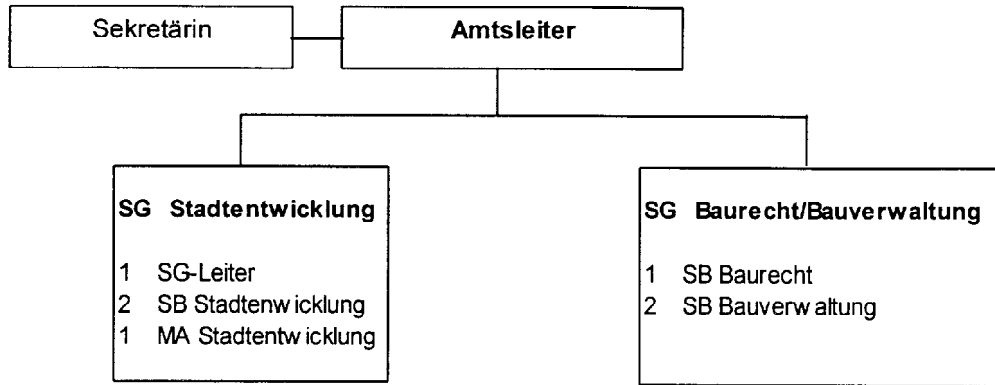 Sekretärin
Amtsleiter
SG Stadtentwicklung
1 SG-Leiter
2 SB Stadtenwicklung
1 MA Stadtentwicklung
SG Baurecht/Bauverwaltung
1 SB Baurecht
2 SB Bauverwaltung